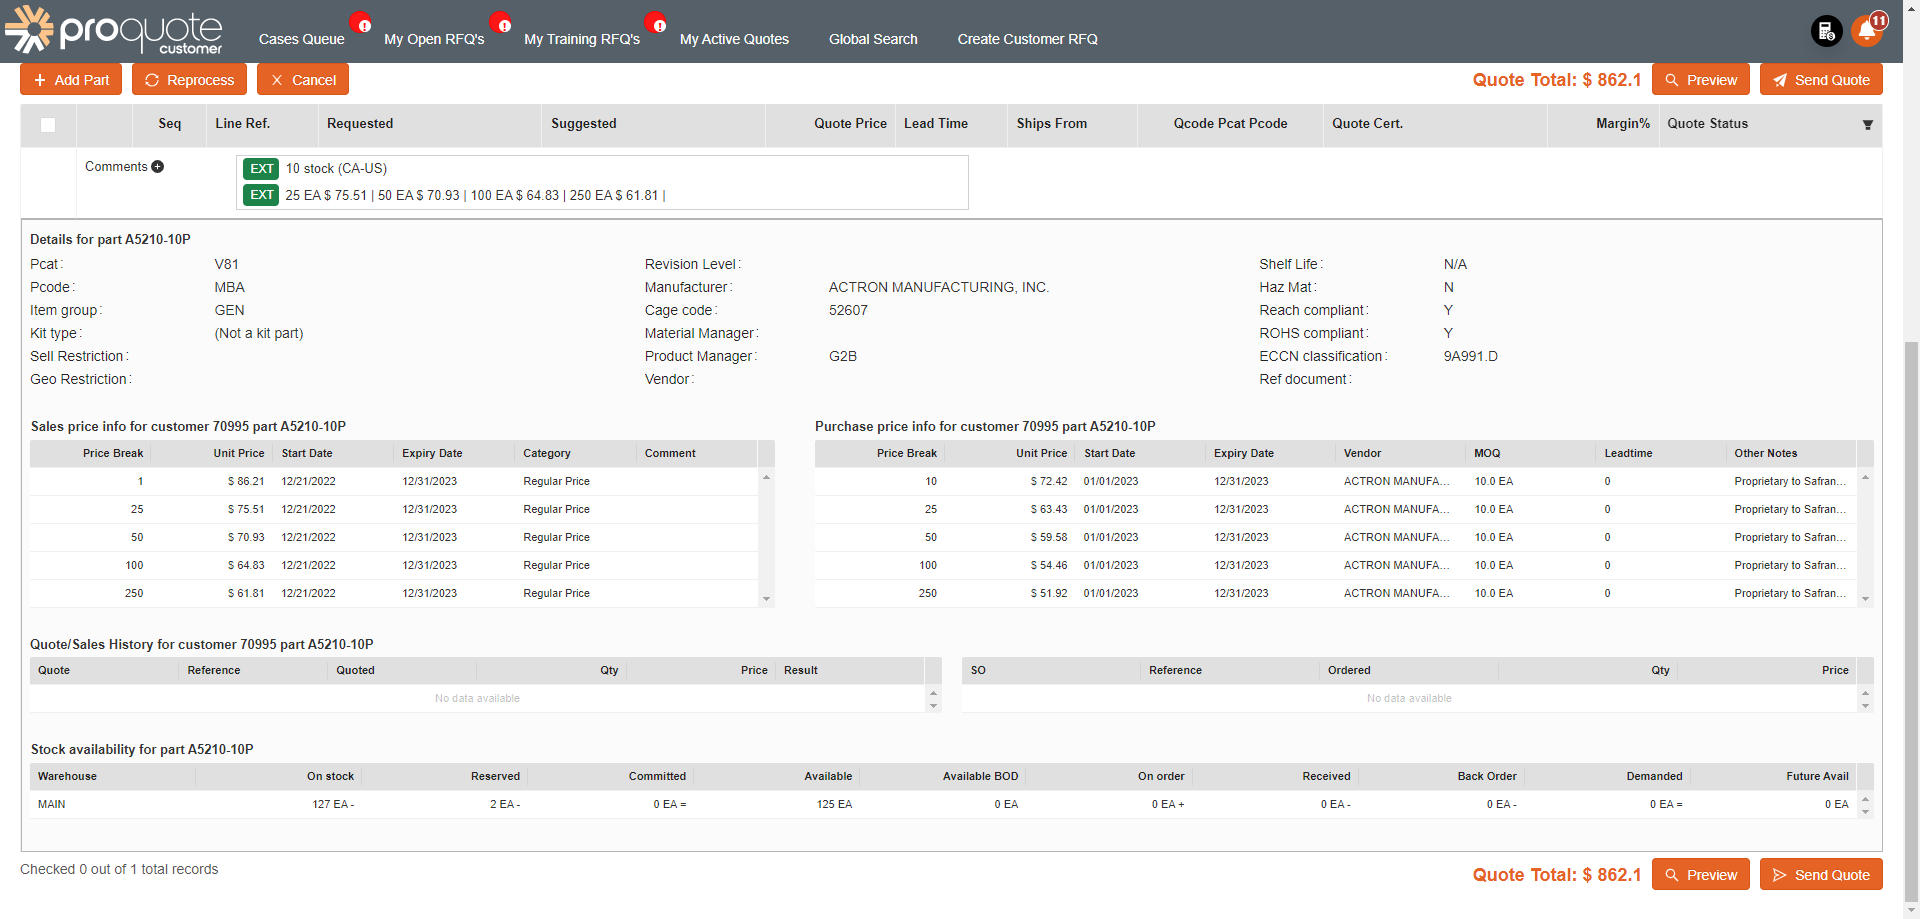 proquote customer
Cases Queue ! My Open RFQ's ! My Training RFQ's ! My Active Quotes Global Search Create Customer RFQ 11
+ Add Part Reprocess × Cancel Quote Total: $ 862.1 Preview Send Quote
Seq Line Ref. Requested Suggested Quote Price Lead Time Ships From Qcode Pcat Pcode Quote Cert. Margin% Quote Status
Comments
EXT 10 stock (CA-US)
EXT 25 EA $ 75.51 | 50 EA $ 70.93 | 100 EA $ 64.83 | 250 EA $ 61.81 |
Details for part A5210-10P
Pcat: V81 Revision Level: Shelf Life: N/A
Pcode: MBA Manufacturer: ACTRON MANUFACTURING, INC. Haz Mat: N
Item group: GEN Cage code: 52607 Reach compliant: Y
Kit type: (Not a kit part) Material Manager: ROHS compliant: Y
Sell Restriction: Product Manager: G2B ECCN classification: 9A991.D
Geo Restriction: Vendor: Ref document:
Sales price info for customer 70995 part A5210-10P
Price Break Unit Price Start Date Expiry Date Category Comment
1 $ 86.21 12/21/2022 12/31/2023 Regular Price
25 $ 75.51 12/21/2022 12/31/2023 Regular Price
50 $ 70.93 12/21/2022 12/31/2023 Regular Price
100 $ 64.83 12/21/2022 12/31/2023 Regular Price
250 $ 61.81 12/21/2022 12/31/2023 Regular Price
Purchase price info for customer 70995 part A5210-10P
Price Break Unit Price Start Date Expiry Date Vendor MOQ Leadtime Other Notes
10 $ 72.42 01/01/2023 12/31/2023 ACTRON MANUFA... 10.0 EA 0 Proprietary to Safran...
25 $ 63.43 01/01/2023 12/31/2023 ACTRON MANUFA... 10.0 EA 0 Proprietary to Safran...
50 $ 59.58 01/01/2023 12/31/2023 ACTRON MANUFA... 10.0 EA 0 Proprietary to Safran...
100 $ 54.46 01/01/2023 12/31/2023 ACTRON MANUFA... 10.0 EA 0 Proprietary to Safran...
250 $ 51.92 01/01/2023 12/31/2023 ACTRON MANUFA... 10.0 EA 0 Proprietary to Safran...
Quote/Sales History for customer 70995 part A5210-10P
Quote Reference Quoted Qty Price Result
No data available
SO Reference Ordered Qty Price
No data available
Stock availability for part A5210-10P
Warehouse On stock Reserved Committed Available Available BOD On order Received Back Order Demanded Future Avail
MAIN 127 EA - 2 EA - 0 EA = 125 EA 0 EA 0 EA + 0 EA - 0 EA - 0 EA = 0 EA
Checked 0 out of 1 total records
Quote Total: $ 862.1 Preview Send Quote